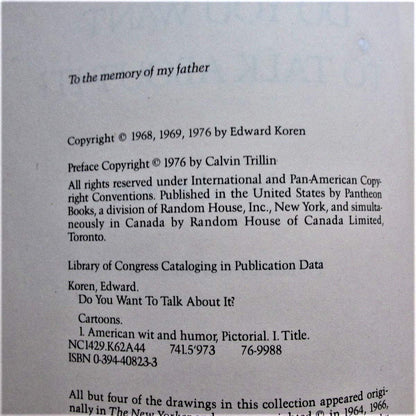 To the memory of my father
Copyright © 1968, 1969, 1976 by Edward Koren
Preface Copyright © 1976 by Calvin Trillin
All rights reserved under International and Pan-American Copy-
right Conventions. Published in the United States by Pantheon
Books, a division of Random House, Inc., New York, and simulta-
neously in Canada by Random House of Canada Limited,
Toronto.
Library of Congress Cataloging in Publication Data
Koren, Edward.
Do You Want To Talk About It?
Cartoons.
1. American wit and humor, Pictorial. I. Title.
NC1429.K62A44 741.5'973 76-9988
ISBN 0-394-40823-3
All but four of the drawings in this collection appeared origi-
nally in The New Yorker and © in 1964, 1966,